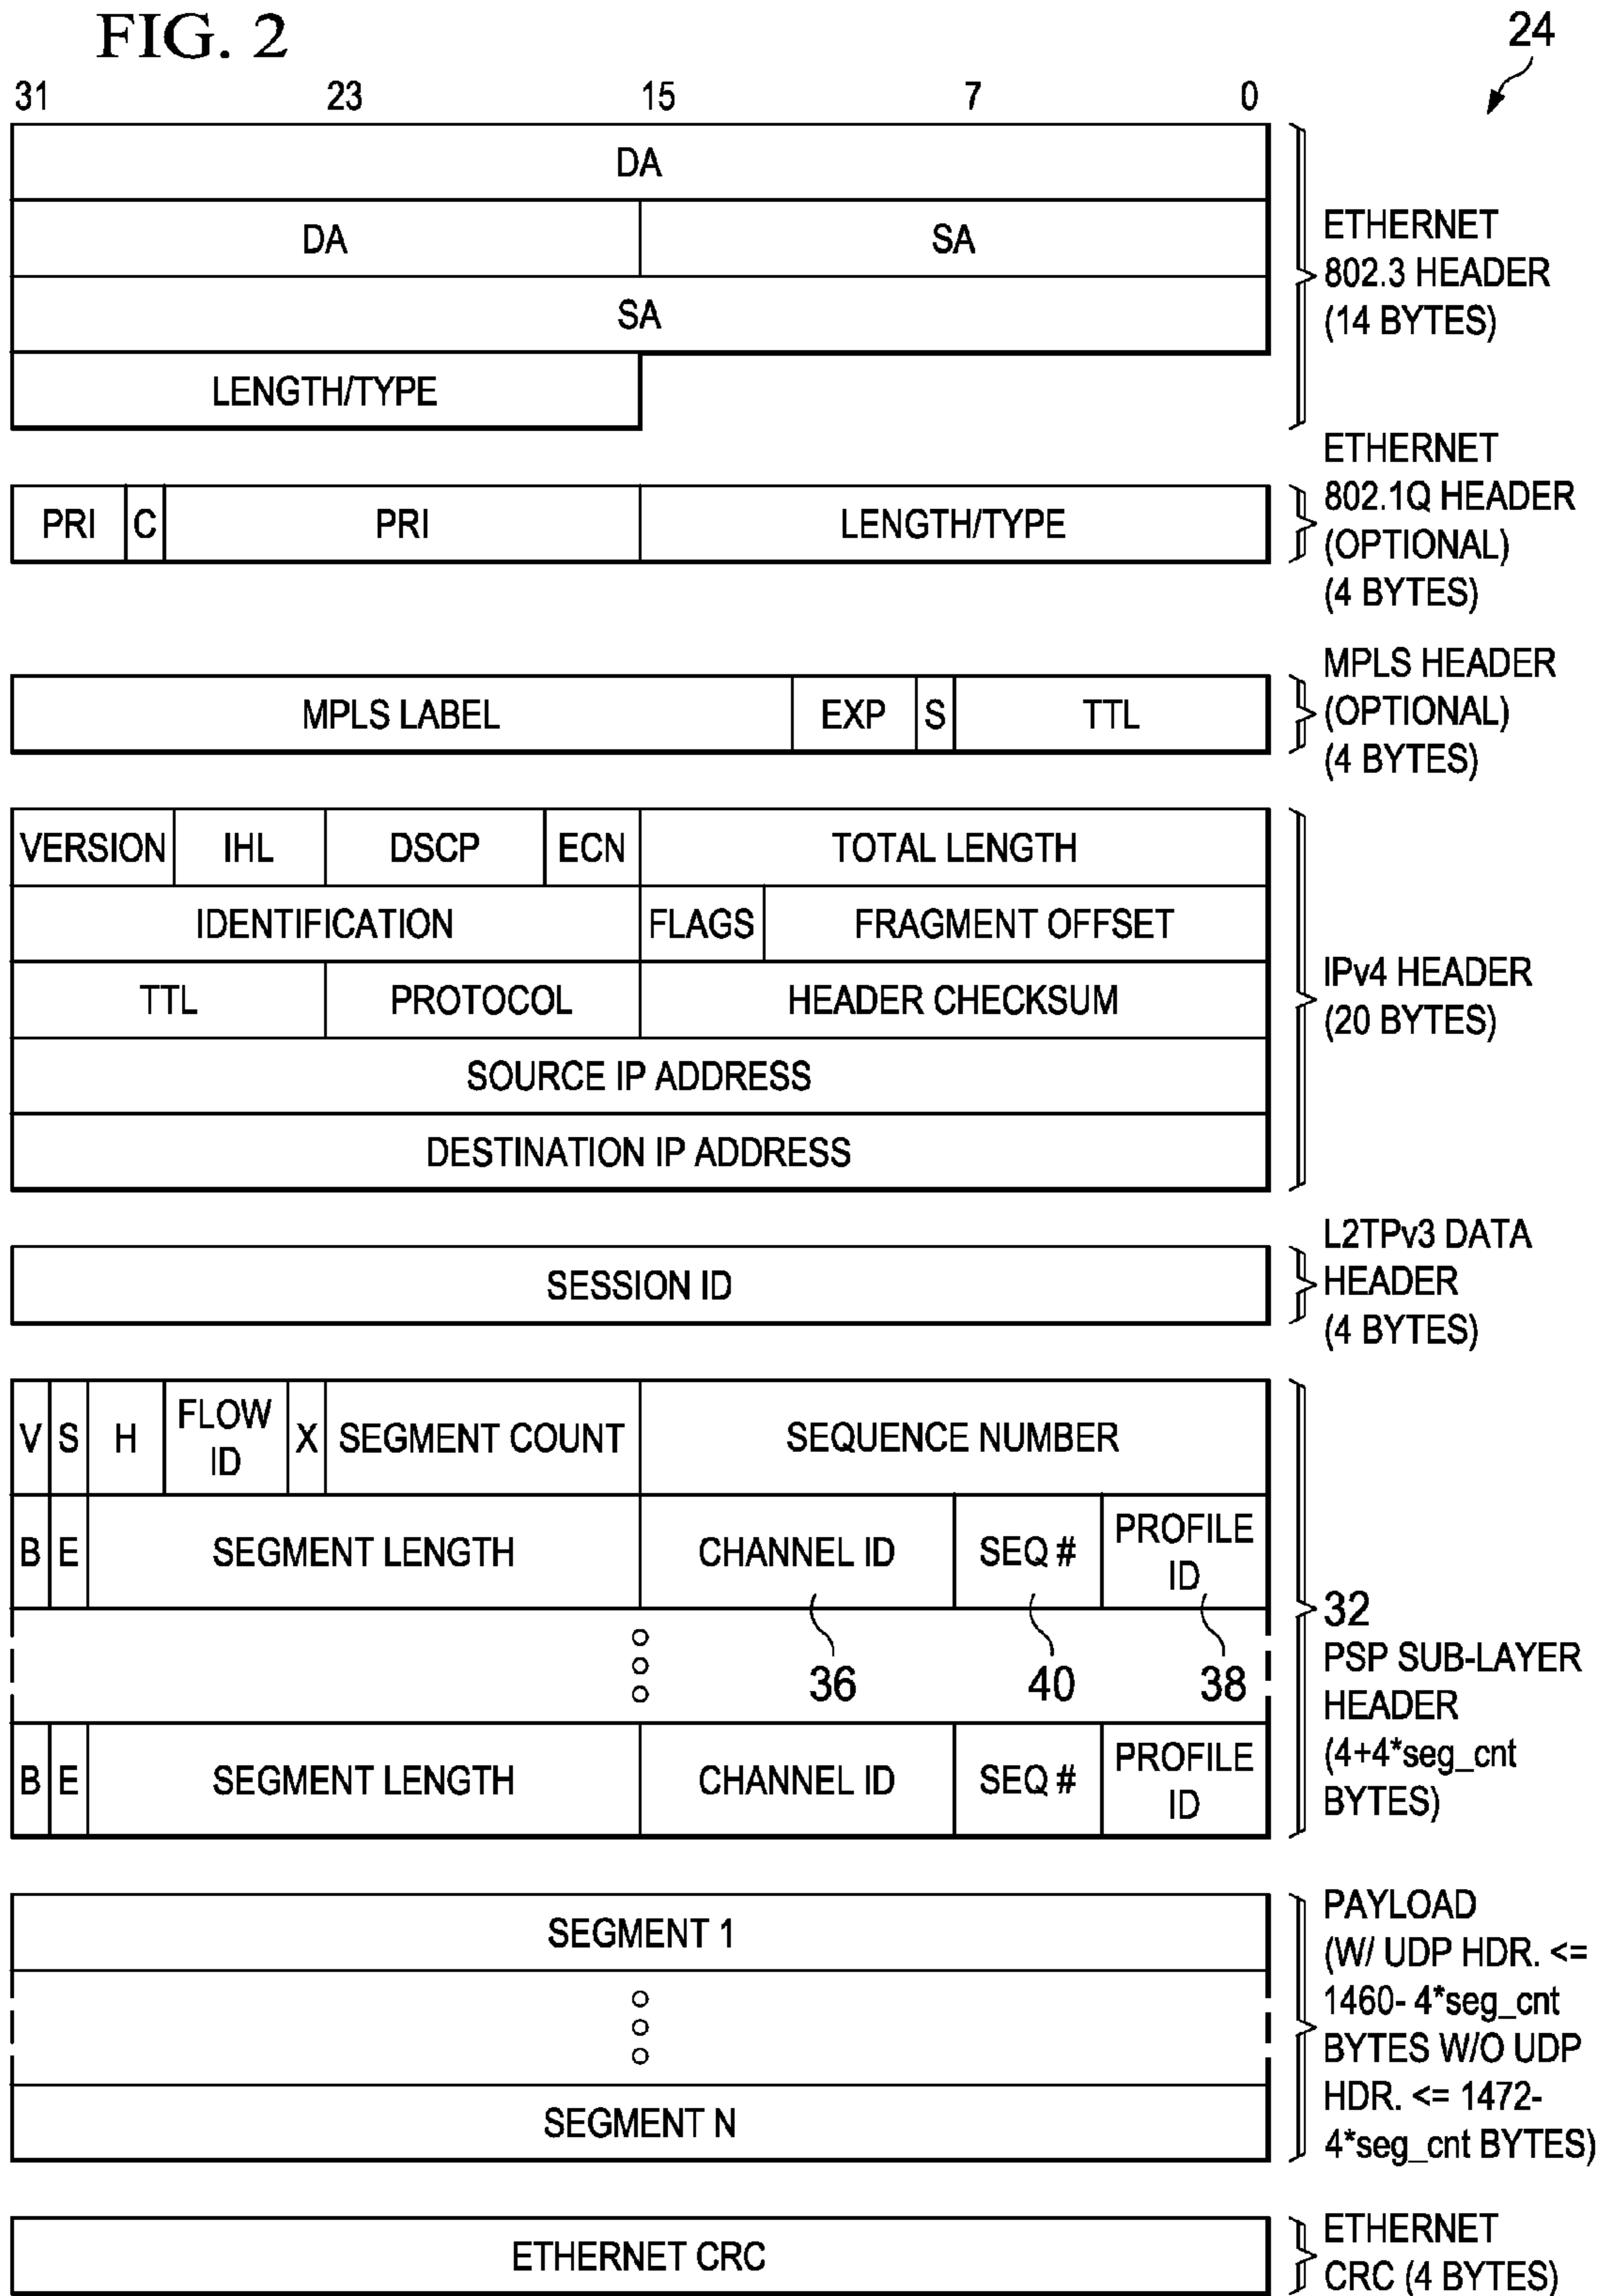 FIG. 2
24
31 23 15 7 0
DA
DA SA
SA
LENGTH/TYPE
ETHERNET
802.3 HEADER
(14 BYTES)
PRI C PRI LENGTH/TYPE
ETHERNET
802.1Q HEADER
(OPTIONAL)
(4 BYTES)
MPLS LABEL EXP S TTL
MPLS HEADER
(OPTIONAL)
(4 BYTES)
VERSION IHL DSCP ECN TOTAL LENGTH
IDENTIFICATION FLAGS FRAGMENT OFFSET
TTL PROTOCOL HEADER CHECKSUM
SOURCE IP ADDRESS
DESTINATION IP ADDRESS
IPv4 HEADER
(20 BYTES)
SESSION ID
L2TPv3 DATA
HEADER
(4 BYTES)
V S H FLOW ID X SEGMENT COUNT SEQUENCE NUMBER
B E SEGMENT LENGTH CHANNEL ID SEQ # PROFILE ID
36 40 38
B E SEGMENT LENGTH CHANNEL ID SEQ # PROFILE ID
32
PSP SUB-LAYER
HEADER
(4+4*seg_cnt
BYTES)
SEGMENT 1
SEGMENT N
PAYLOAD
(W/ UDP HDR. <=
1460- 4*seg_cnt
BYTES W/O UDP
HDR. <= 1472-
4*seg_cnt BYTES)
ETHERNET CRC
ETHERNET
CRC (4 BYTES)